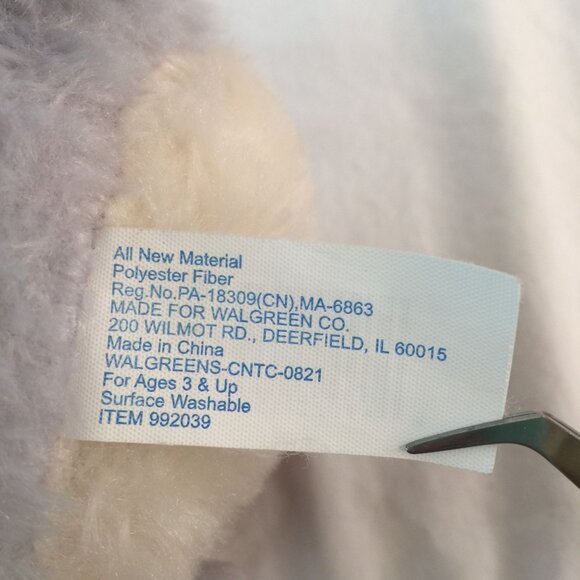 All New Material
Polyester Fiber
Reg.No.PA-18309(CN),MA-6863
MADE FOR WALGREEN CO.
200 WILMOT RD., DEERFIELD, IL 60015
Made in China
WALGREENS-CNTC-0821
For Ages 3 & Up
Surface Washable
ITEM 992039